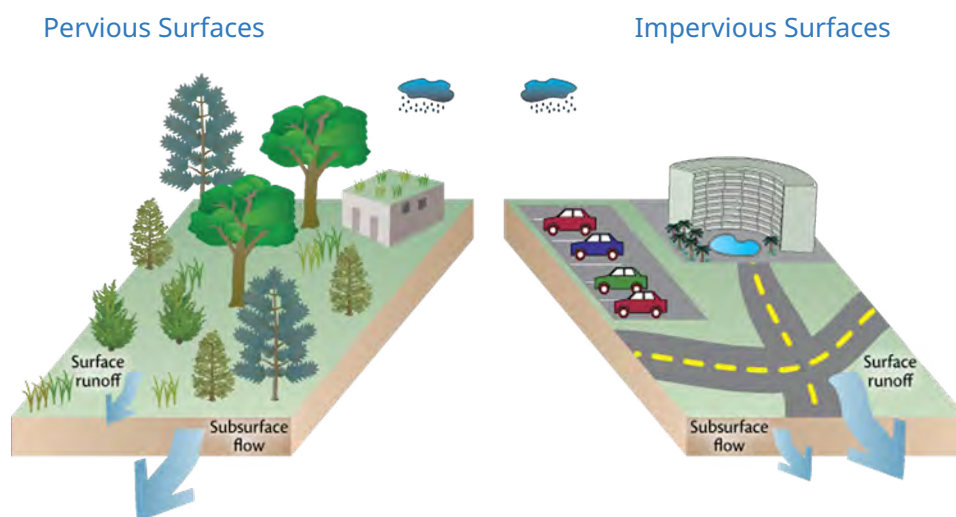 Pervious Surfaces
Impervious Surfaces
Surface
runoff
Subsurface
flow
Surface
runoff
Subsurface
flow